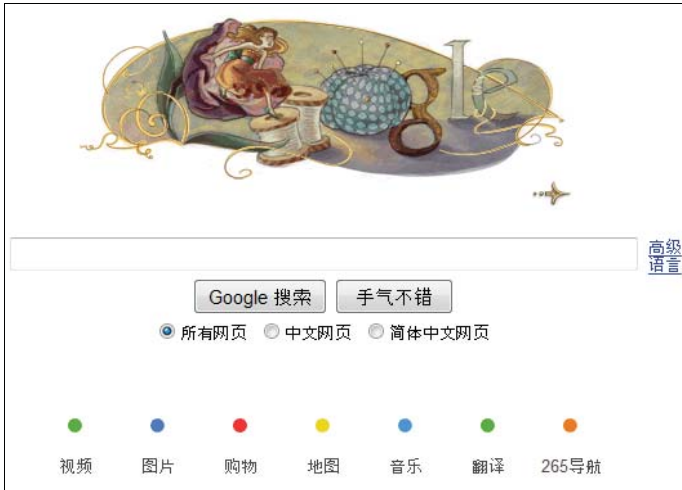 高级
语言
Google 搜索 手气不错
所有网页 中文网页 简体中文网页
视频 图片 购物 地图 音乐 翻译 265导航